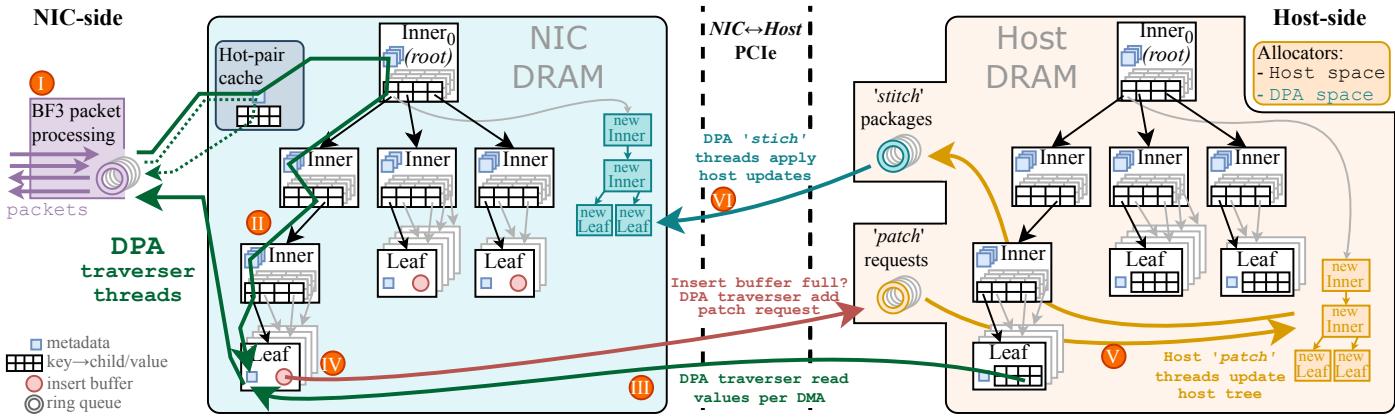 NIC-side
I
BF3 packet
processing
packets
DPA
traverser
threads
metadata
key→child/value
insert buffer
ring queue
Hot-pair
cache
NIC
DRAM
Inner0
(root)
Inner
Inner
Inner
II
Inner
Leaf
Leaf
Leaf
IV
new
Inner
new
Inner
new
Leaf
new
Leaf
NIC↔Host
PCIe
DPA 'stich'
threads apply
host updates
VI
Insert buffer full?
DPA traverser add
patch request
III
DPA traverser read
values per DMA
Host-side
Host
DRAM
Allocators:
- Host space
- DPA space
'stitch'
packages
'patch'
requests
Inner0
(root)
Inner
Inner
Inner
Inner
Leaf
Leaf
Leaf
new
Inner
new
Inner
new
Leaf
new
Leaf
V
Host 'patch'
threads update
host tree